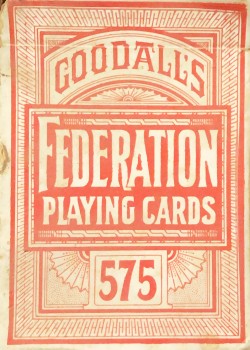 GOODALL'S
FEDERATION
PLAYING CARDS
575